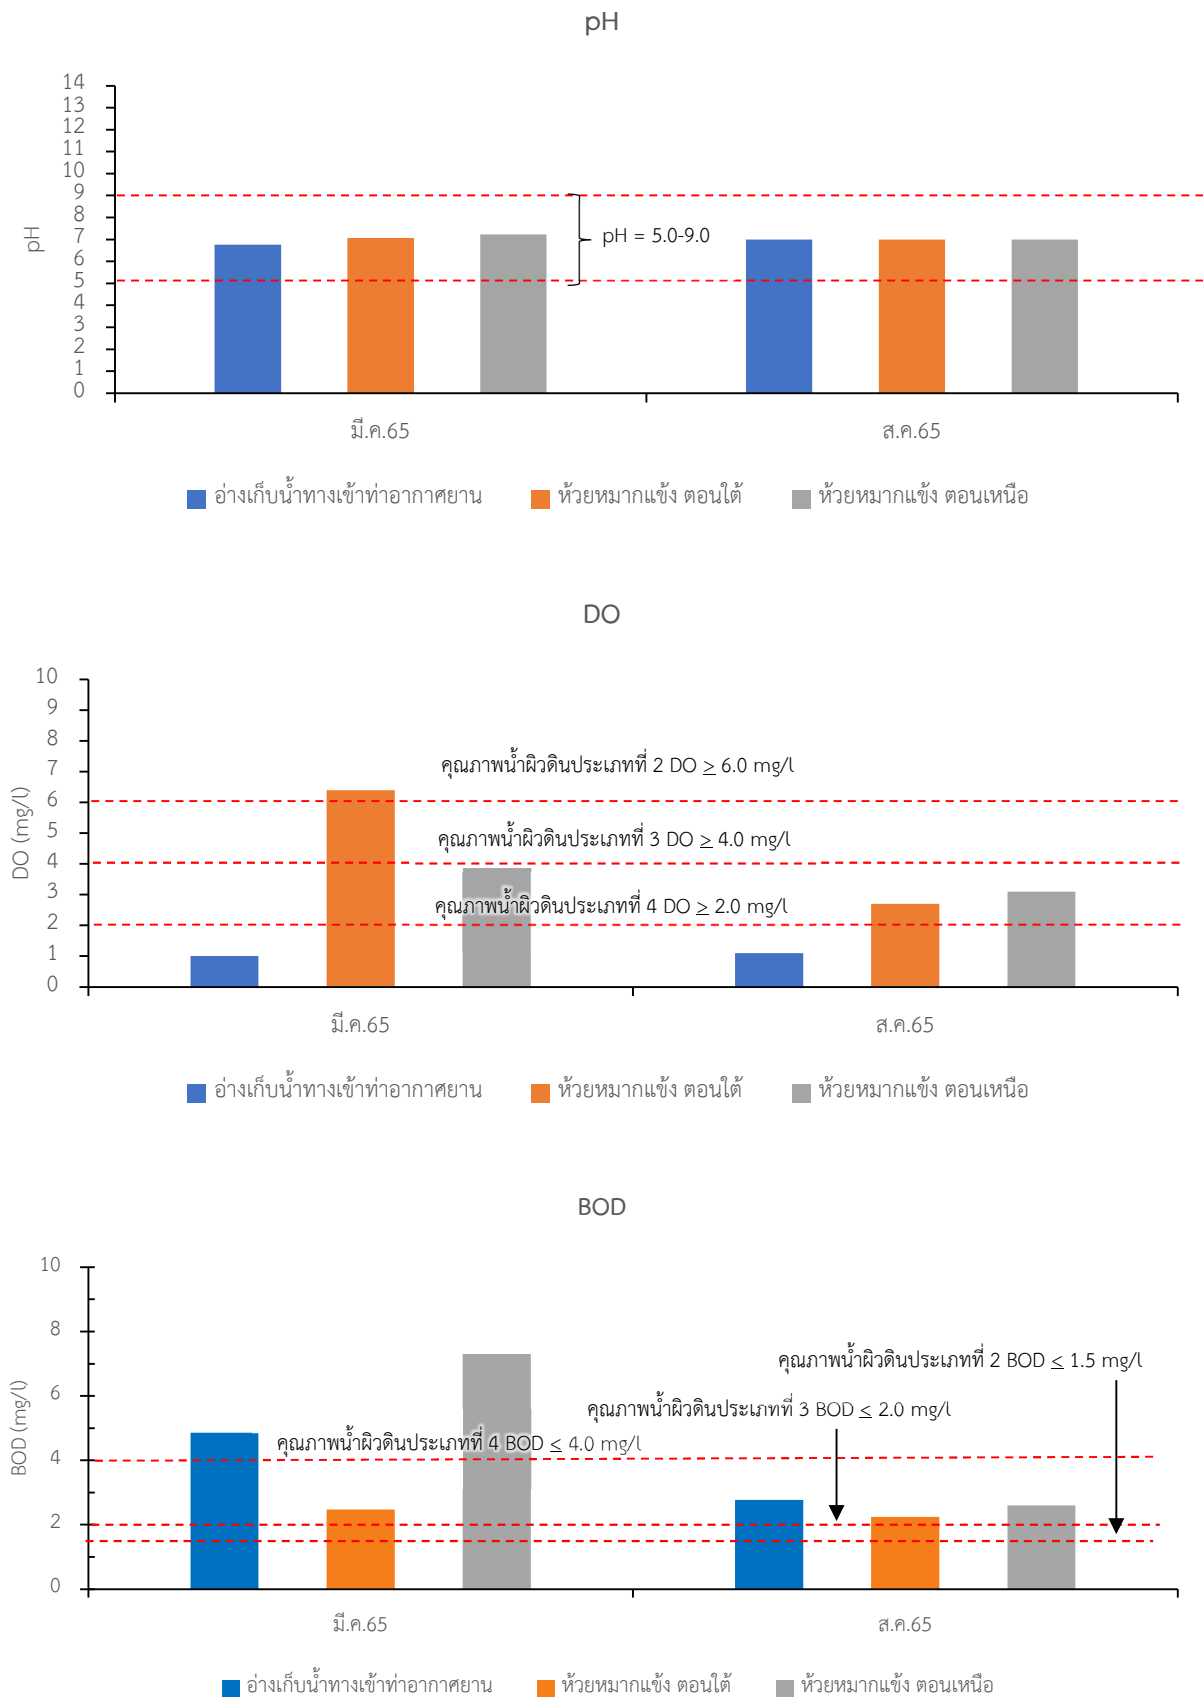 pH
14
13
12
11
10
9
8
7
6
5
4
3
2
1
0
pH
pH = 5.0-9.0
มี.ค.65 ส.ค.65
อ่างเก็บน้ำทางเข้าท่าอากาศยาน ห้วยหมากแข้ง ตอนใต้ ห้วยหมากแข้ง ตอนเหนือ
DO
10
9
8
7
6
5
4
3
2
1
0
DO (mg/l)
คุณภาพน้ำผิวดินประเภทที่ 2 DO ≥ 6.0 mg/l
คุณภาพน้ำผิวดินประเภทที่ 3 DO ≥ 4.0 mg/l
คุณภาพน้ำผิวดินประเภทที่ 4 DO ≥ 2.0 mg/l
มี.ค.65 ส.ค.65
อ่างเก็บน้ำทางเข้าท่าอากาศยาน ห้วยหมากแข้ง ตอนใต้ ห้วยหมากแข้ง ตอนเหนือ
BOD
10
8
6
4
2
0
BOD (mg/l)
คุณภาพน้ำผิวดินประเภทที่ 2 BOD ≤ 1.5 mg/l
คุณภาพน้ำผิวดินประเภทที่ 3 BOD ≤ 2.0 mg/l
คุณภาพน้ำผิวดินประเภทที่ 4 BOD ≤ 4.0 mg/l
มี.ค.65 ส.ค.65
อ่างเก็บน้ำทางเข้าท่าอากาศยาน ห้วยหมากแข้ง ตอนใต้ ห้วยหมากแข้ง ตอนเหนือ